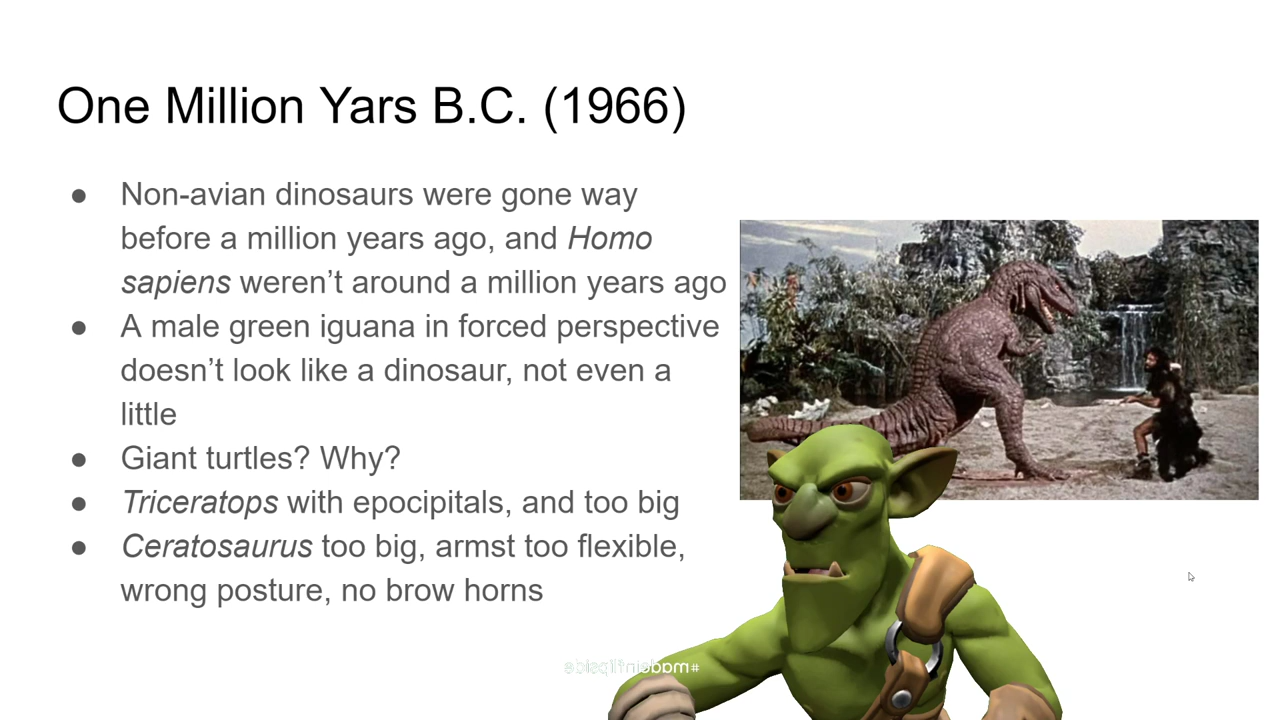 One Million Yars B.C. (1966)
● Non-avian dinosaurs were gone way
before a million years ago, and Homo
sapiens weren’t around a million years ago
● A male green iguana in forced perspective
doesn’t look like a dinosaur, not even a
little
● Giant turtles? Why?
● Triceratops with epocipitals, and too big
● Ceratosaurus too big, armst too flexible,
wrong posture, no brow horns
#madeinflipside